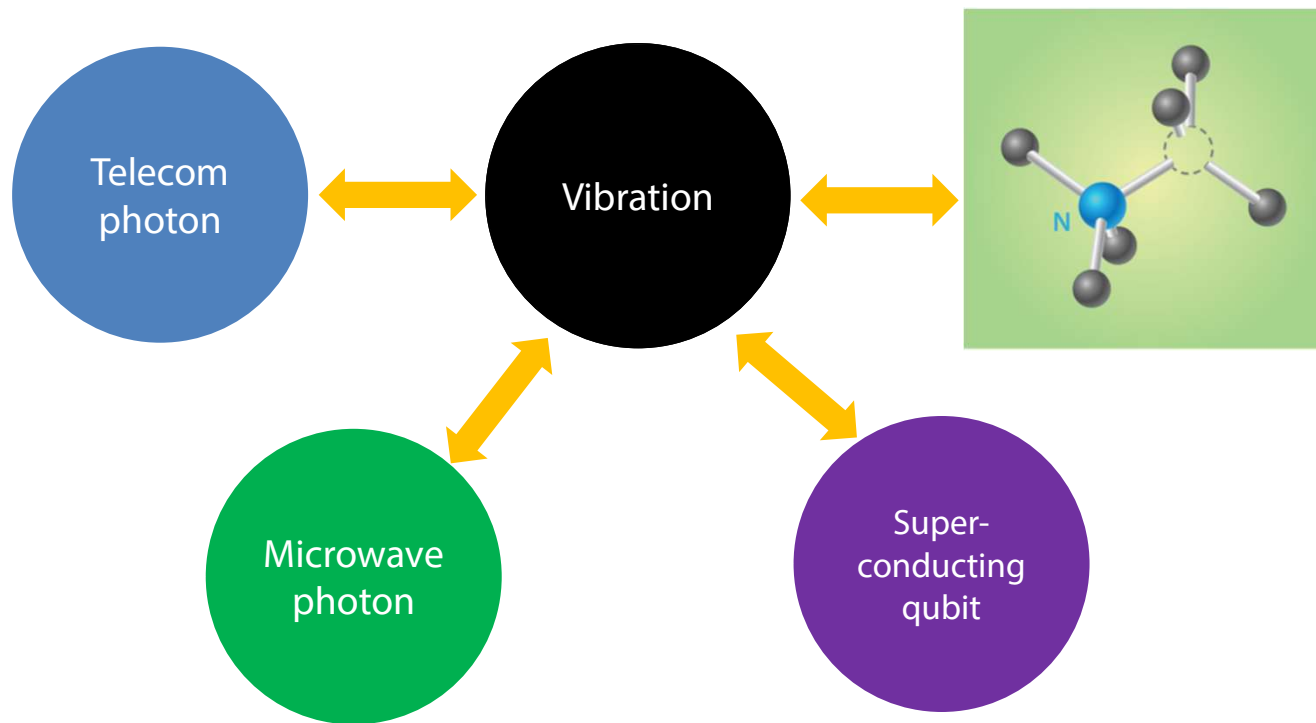 Telecom
photon
Vibration
N
Microwave
photon
Super-
conducting
qubit